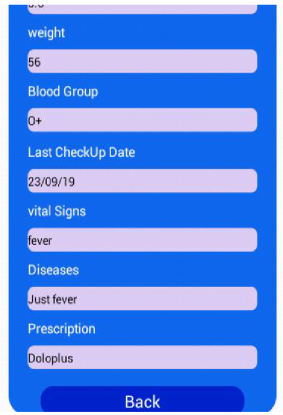 weight
56
Blood Group
O+
Last CheckUp Date
23/09/19
vital Signs
fever
Diseases
Just fever
Prescription
Doloplus
Back